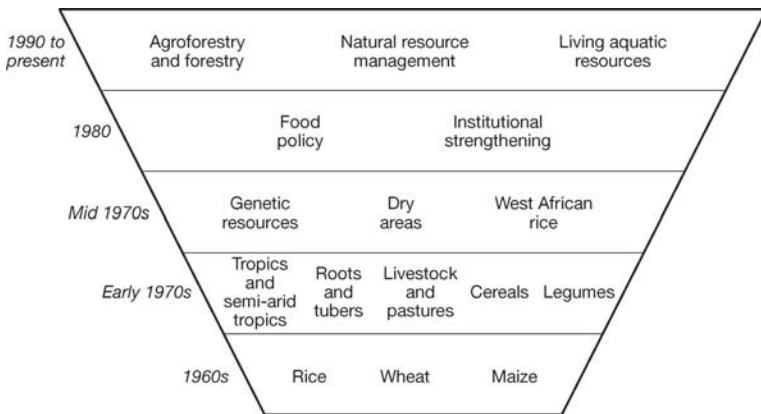 1990 to
present
Agroforestry
and forestry
Natural resource
management
Living aquatic
resources
1980
Food
policy
Institutional
strengthening
Mid 1970s
Genetic
resources
Dry
areas
West African
rice
Early 1970s
Tropics
and
semi-arid
tropics
Roots
and
tubers
Livestock
and
pastures
Cereals
Legumes
1960s
Rice
Wheat
Maize